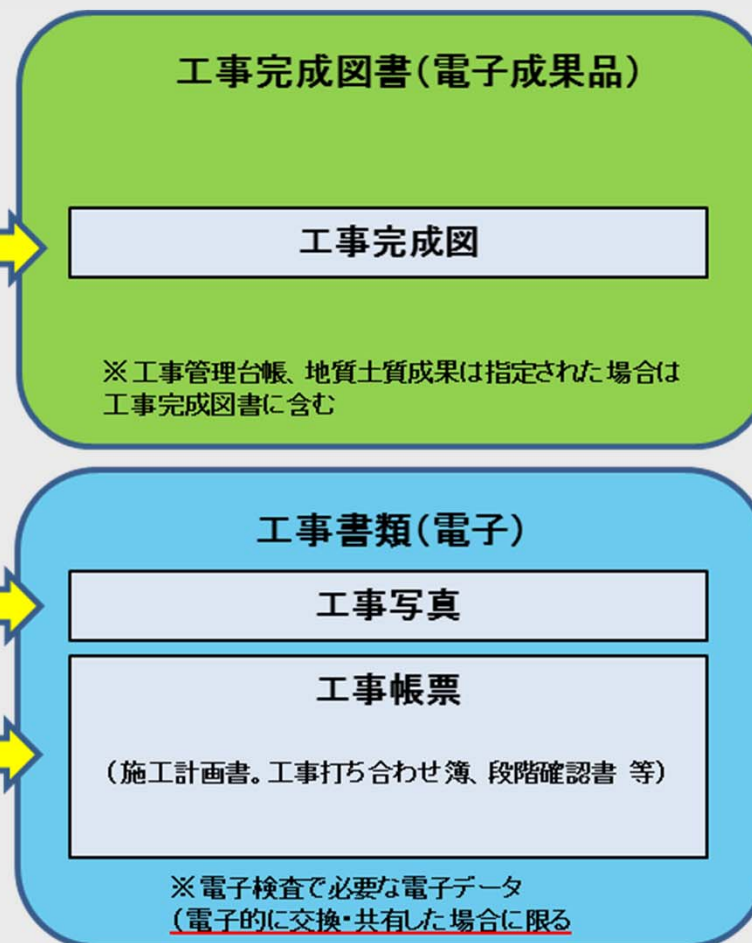 工事完成図書(電子成果品)
工事完成図
※工事管理台帳、地質土質成果は指定された場合は
工事完成図書に含む
工事書類(電子)
工事写真
工事帳票
(施工計画書。工事打ち合わせ簿、段階確認書 等)
※電子検査で必要な電子データ
(電子的に交換・共有した場合に限る